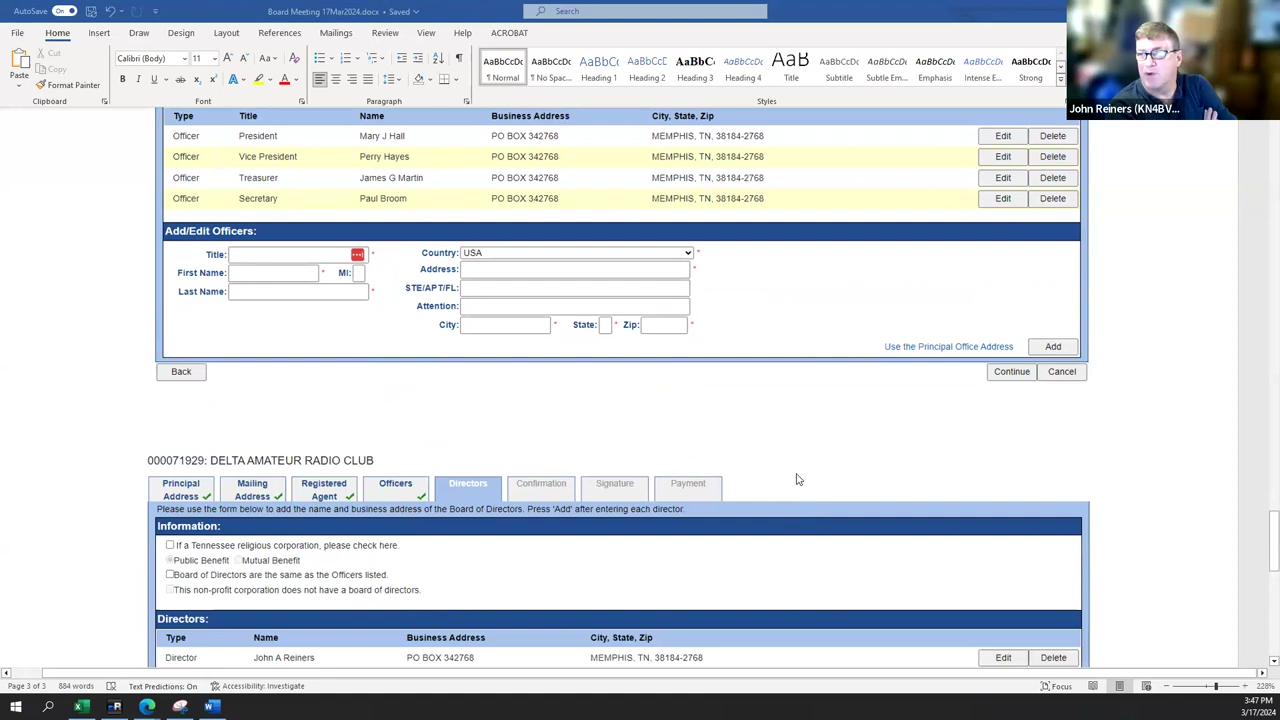 AutoSave On Board Meeting 17Mar2024.docx • Saved Search
File Home Insert Draw Design Layout References Mailings Review View Help ACROBAT
Paste Cut Copy Format Painter
Calibri (Body) 11
AaBbCcDc AaBbCcDc AaBbCc AaBbCcD AaBbCc AaBbCcD AaB AaBbCcD AaBbCcDc AaBbCcDc AaBbCcDc AaBbCcDc
¶ Normal ¶ No Spac... Heading 1 Heading 2 Heading 3 Heading 4 Title Subtitle Subtle Em... Emphasis Intense E... Strong
Clipboard Font Paragraph Styles
John Reiners (KN4BV...
Type Title Name Business Address City, State, Zip
Officer President Mary J Hall PO BOX 342768 MEMPHIS, TN, 38184-2768 Edit Delete
Officer Vice President Perry Hayes PO BOX 342768 MEMPHIS, TN, 38184-2768 Edit Delete
Officer Treasurer James G Martin PO BOX 342768 MEMPHIS, TN, 38184-2768 Edit Delete
Officer Secretary Paul Broom PO BOX 342768 MEMPHIS, TN, 38184-2768 Edit Delete
Add/Edit Officers:
Title: * Country: USA *
First Name: * MI: Address: *
Last Name: * STE/APT/FL:
Attention:
City: * State: * Zip: *
Use the Principal Office Address Add
Back Continue Cancel
000071929: DELTA AMATEUR RADIO CLUB
Principal Address Mailing Address Registered Agent Officers Directors Confirmation Signature Payment
Please use the form below to add the name and business address of the Board of Directors. Press 'Add' after entering each director.
Information:
If a Tennessee religious corporation, please check here.
Public Benefit Mutual Benefit
Board of Directors are the same as the Officers listed.
This non-profit corporation does not have a board of directors.
Directors:
Type Name Business Address City, State, Zip
Director John A Reiners PO BOX 342768 MEMPHIS, TN, 38184-2768 Edit Delete
Page 3 of 3 884 words Text Predictions: On Accessibility: Investigate Focus 228%
3:47 PM
3/17/2024